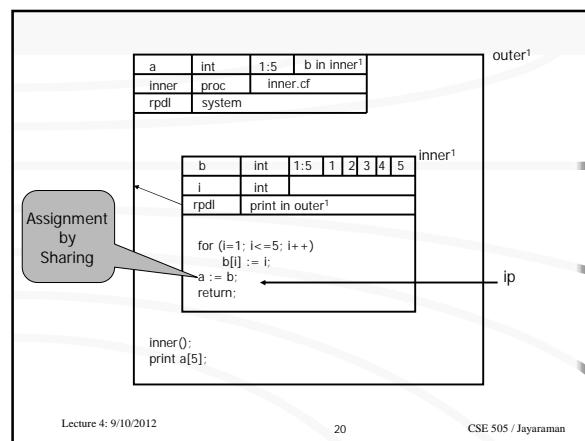 outer1
a int 1:5 b in inner1
inner proc inner.cf
rpdl system
inner1
b int 1:5 1 2 3 4 5
i int
rpdl print in outer1
Assignment
by
Sharing
for (i=1; i<=5; i++)
b[i] := i;
a := b;
return;
ip
inner();
print a[5];
Lecture 4: 9/10/2012 20 CSE 505 / Jayaraman